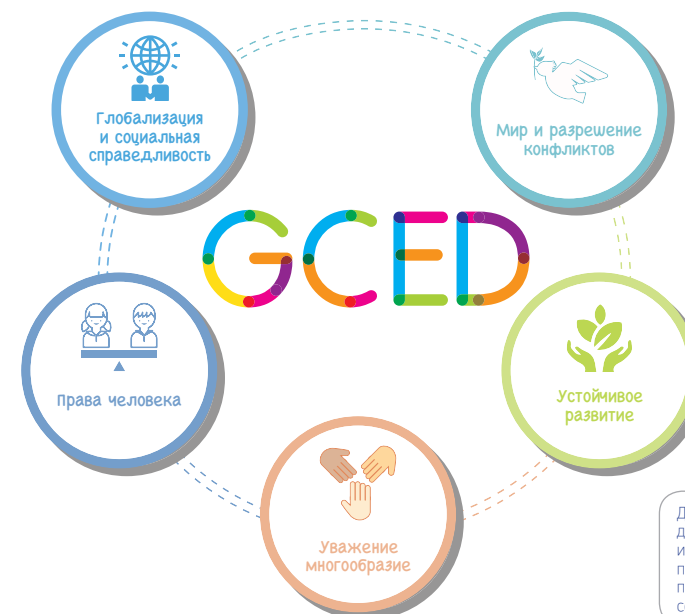 Глобализация
и социальная
справедливость
Мир и разрешение
конфликтов
GCED
Права человека
Устойчивое
развитие
Уважение
многообразие